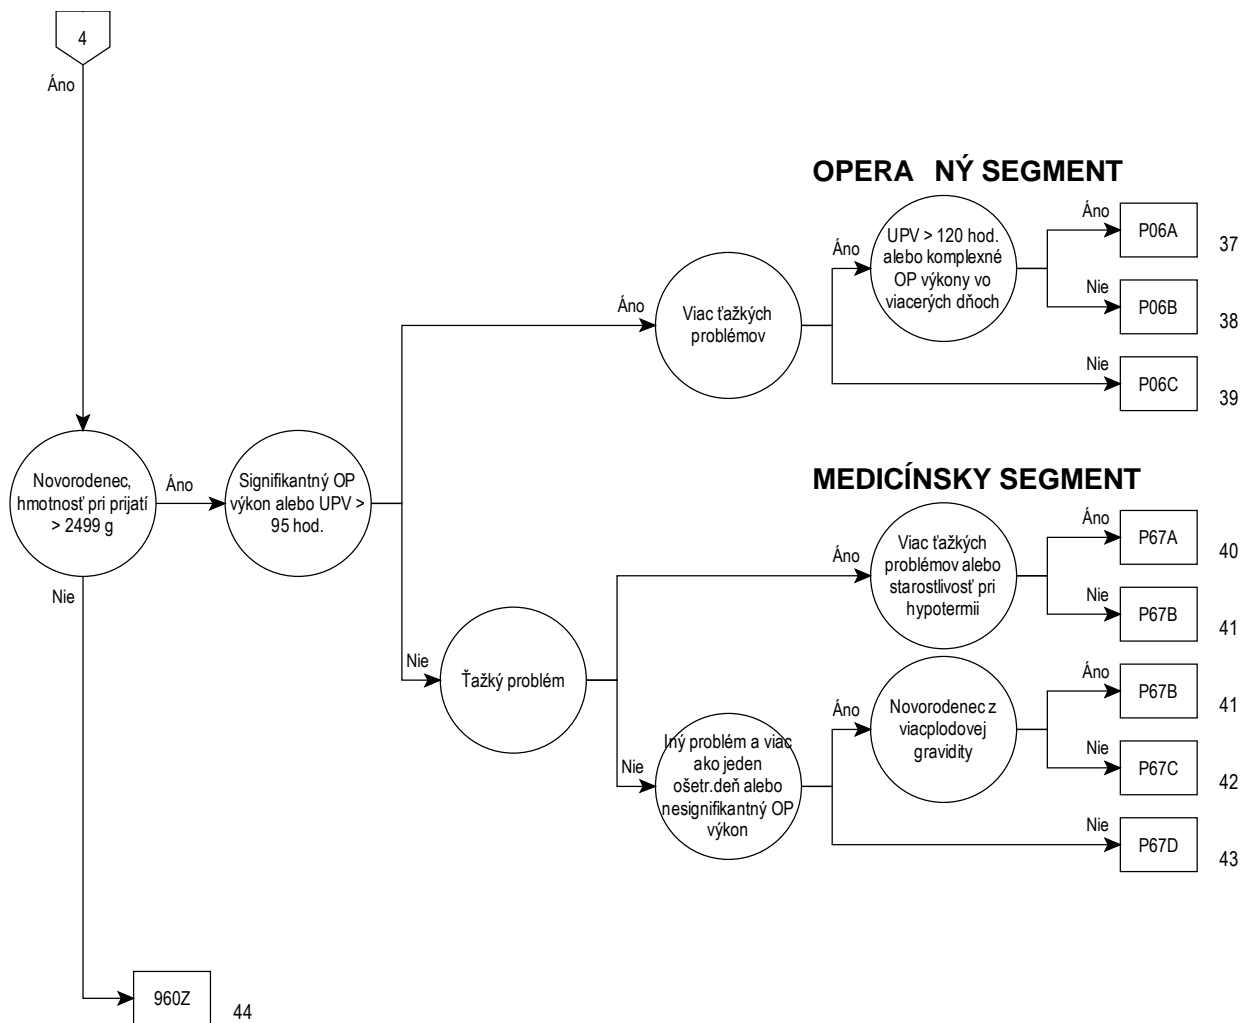 4
Áno
OPERA NÝ SEGMENT
UPV > 120 hod.
alebo komplexné
OP výkony vo
viacerých dňoch
Áno
Áno
P06A
37
Nie
P06B
38
Áno
Viac ťažkých
problémov
Nie
P06C
39
Novorodenec,
hmotnosť pri prijatí
> 2499 g
Áno
Signifikantný OP
výkon alebo UPV >
95 hod.
MEDICÍNSKY SEGMENT
Áno
Viac ťažkých
problémov alebo
starostlivosť pri
hypotermii
Áno
P67A
40
Nie
P67B
41
Nie
Nie
Ťažký problém
Nie
Iný problém a viac
ako jeden
ošetr.deň alebo
nesignifikantný OP
výkon
Áno
Novorodenec z
viacplodovej
gravidity
Áno
P67B
41
Nie
P67C
42
Nie
P67D
43
960Z
44